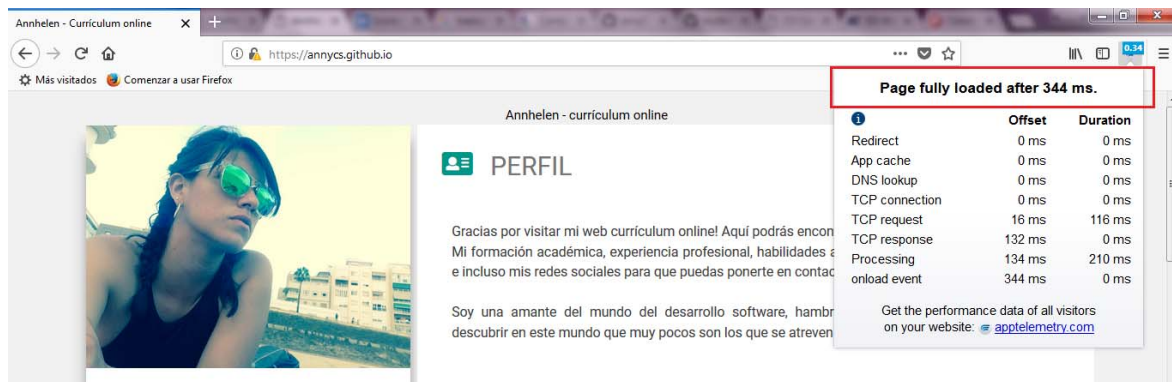 Annhelen - Currículum online
https://annycs.github.io
0.34
Más visitados Comenzar a usar Firefox
Page fully loaded after 344 ms.
Offset Duration
Redirect 0 ms 0 ms
App cache 0 ms 0 ms
DNS lookup 0 ms 0 ms
TCP connection 0 ms 0 ms
TCP request 16 ms 116 ms
TCP response 132 ms 0 ms
Processing 134 ms 210 ms
onload event 344 ms 0 ms
Get the performance data of all visitors
on your website: apptelemetry.com
Annhelen - currículum online
PERFIL
Gracias por visitar mi web currículum online! Aquí podrás encon
Mi formación académica, experiencia profesional, habilidades a
e incluso mis redes sociales para que puedas ponerte en contac
Soy una amante del mundo del desarrollo software, hambr
descubrir en este mundo que muy pocos son los que se atreven